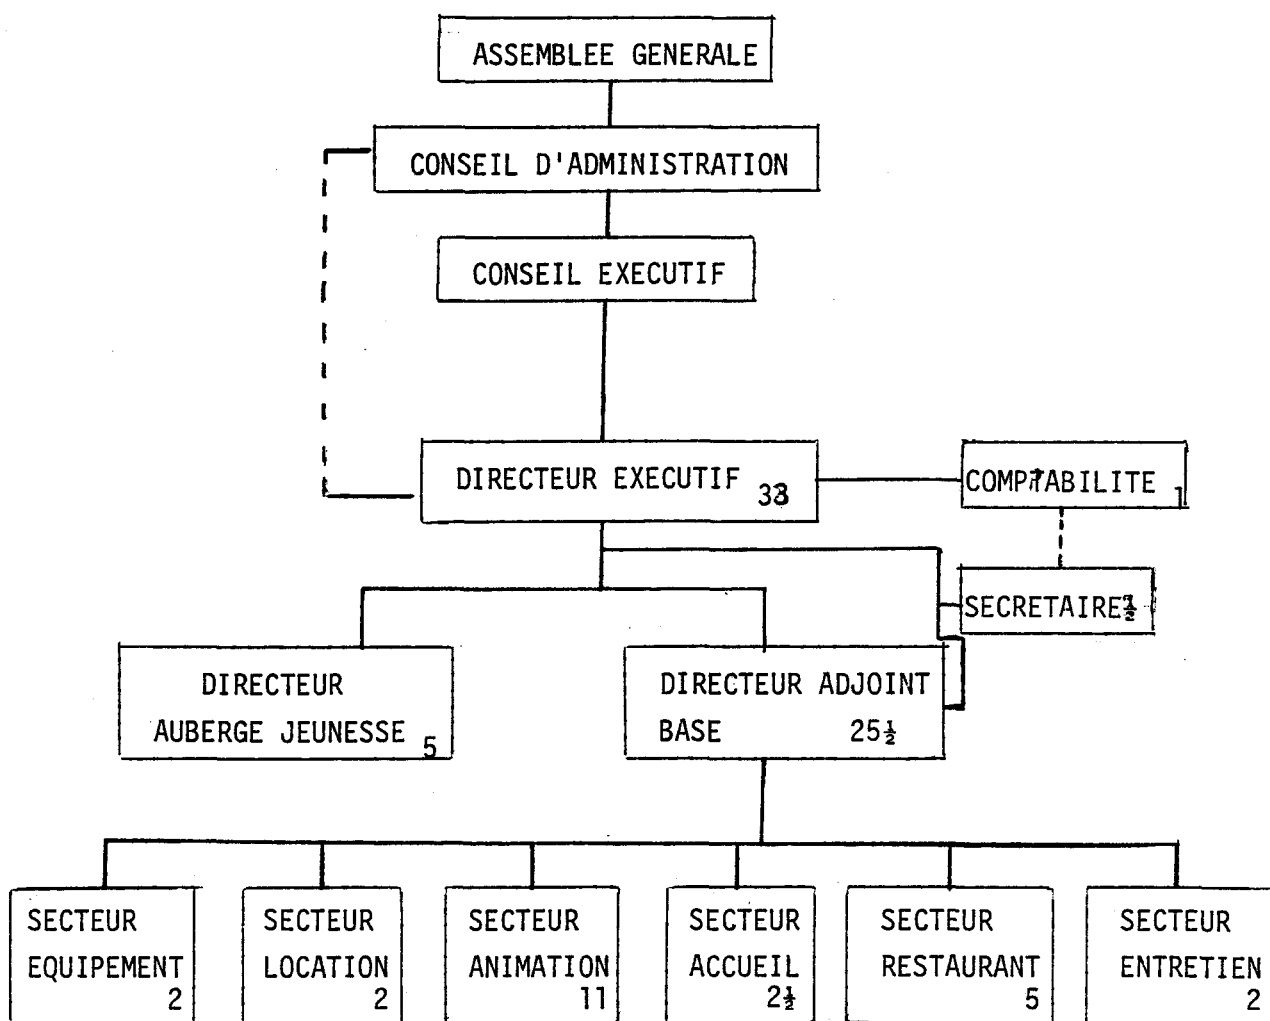 ASSEMBLEE GENERALE
CONSEIL D'ADMINISTRATION
CONSEIL EXECUTIF
DIRECTEUR EXECUTIF 33
COMPTABILITE 1
SECRETAIRE ½
DIRECTEUR
AUBERGE JEUNESSE 5
DIRECTEUR ADJOINT
BASE 25½
SECTEUR
EQUIPEMENT
2
SECTEUR
LOCATION
2
SECTEUR
ANIMATION
11
SECTEUR
ACCUEIL
2½
SECTEUR
RESTAURANT
5
SECTEUR
ENTRETIEN
2